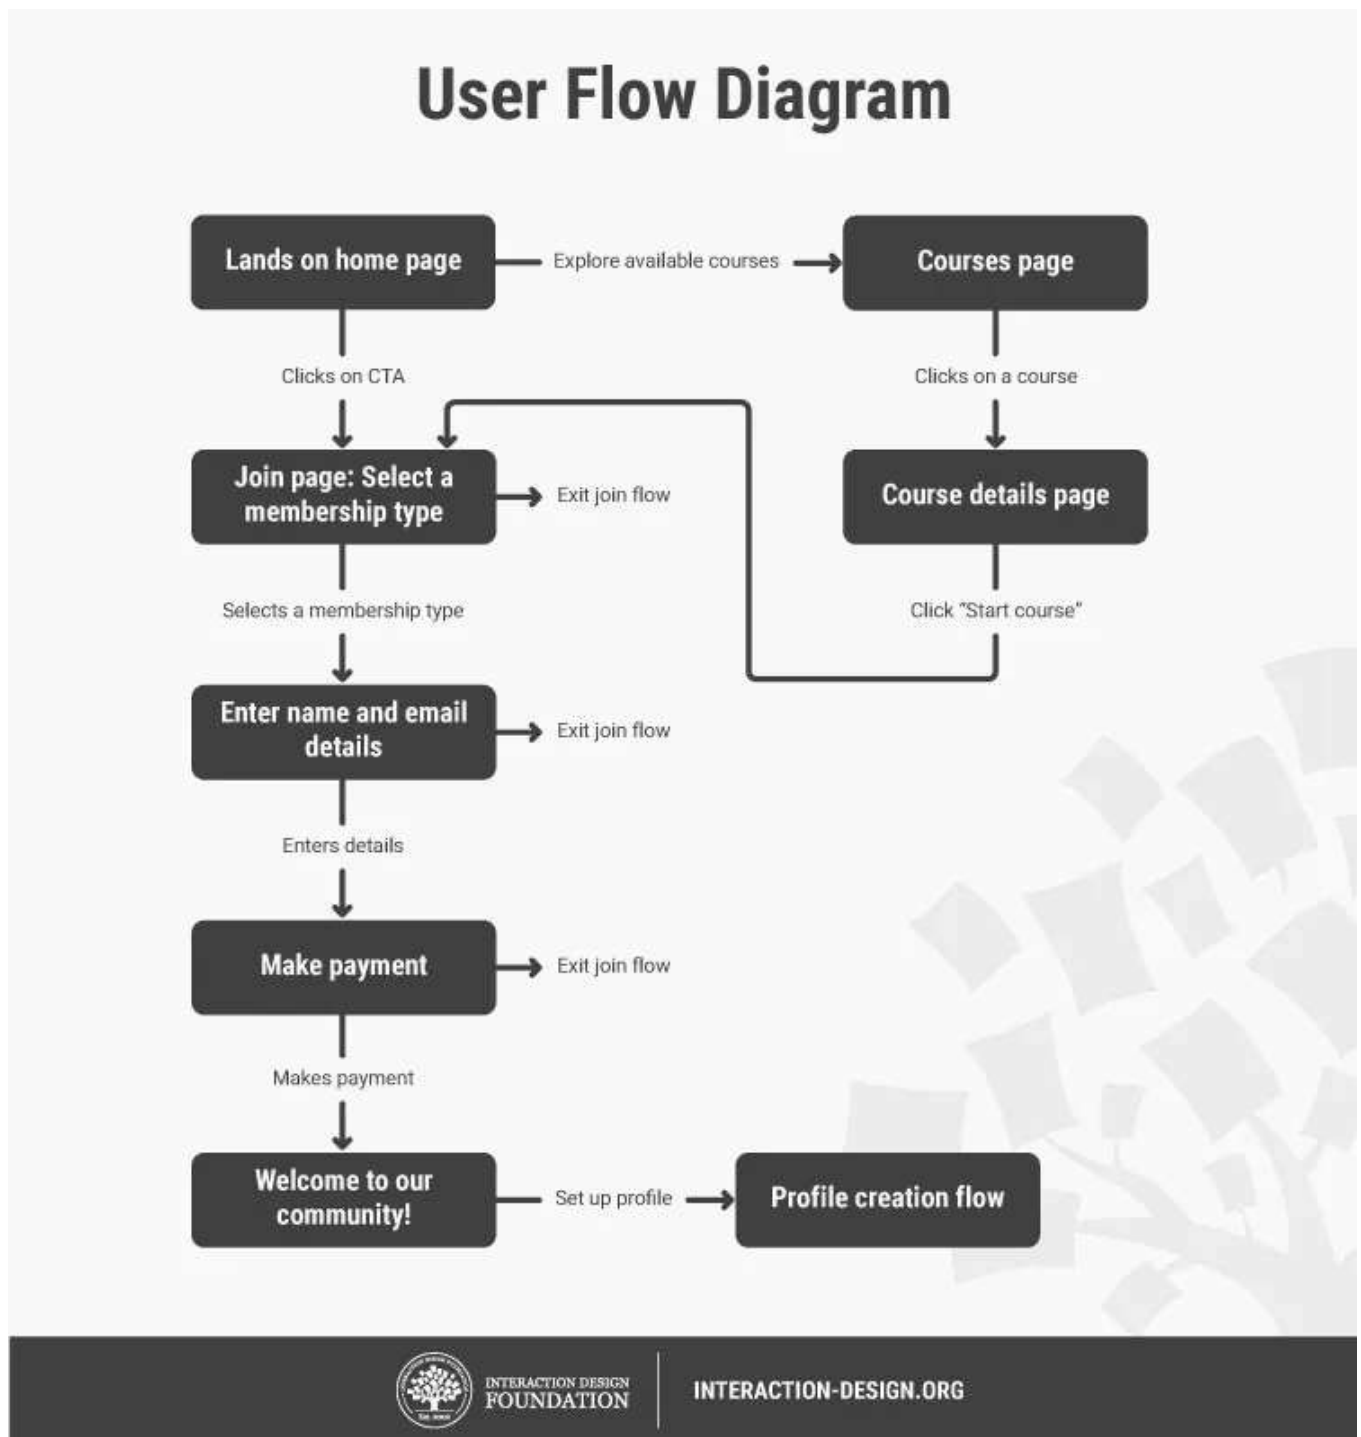 User Flow Diagram
Lands on home page
Explore available courses
Courses page
Clicks on CTA
Clicks on a course
Join page: Select a
membership type
Exit join flow
Course details page
Selects a membership type
Click “Start course”
Enter name and email
details
Exit join flow
Enters details
Make payment
Exit join flow
Makes payment
Welcome to our
community!
Set up profile
Profile creation flow
INTERACTION DESIGN
FOUNDATION
INTERACTION-DESIGN.ORG